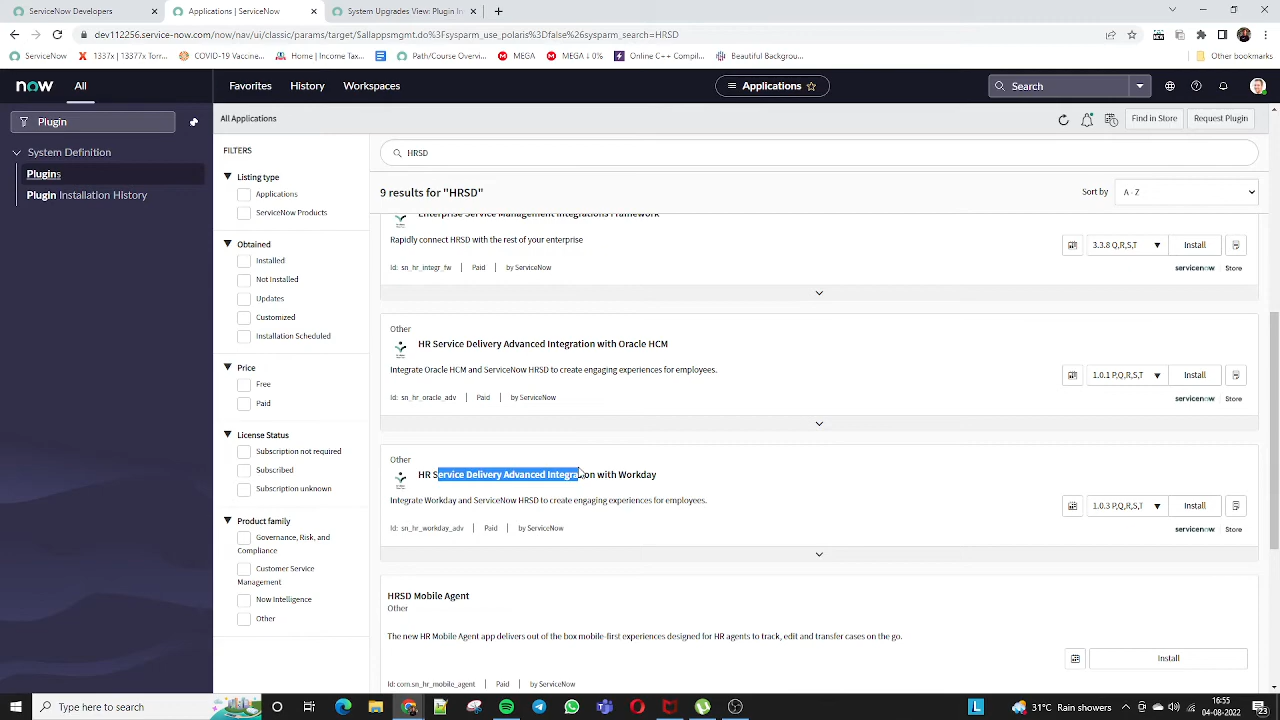 ServiceNow Developers
Applications | ServiceNow
System Upgrades View: Plugin In
dev112256.service-now.com/now/nav/ui/classic/params/target/$allappsmgmt.do%3Fsysparm_use_polaris%3Dfalse%26sysparm_search=HRSD
ServiceNow
1337x | 1337x Torr...
COVID-19 Vaccine...
Home | Income Tax...
Path/Course Overvi...
MEGA
MEGA ↓ 0%
Online C++ Compil...
Beautiful Backgrou...
Other bookmarks
now
All
Favorites
History
Workspaces
Applications
Search
Plugin
System Definition
Plugins
Plugin Installation History
All Applications
Find in Store
Request Plugin
FILTERS
Listing type
Applications
ServiceNow Products
Obtained
Installed
Not Installed
Updates
Customized
Installation Scheduled
Price
Free
Paid
License Status
Subscription not required
Subscribed
Subscription unknown
Product family
Governance, Risk, and
Compliance
Customer Service
Management
Now Intelligence
Other
HRSD
9 results for "HRSD"
Sort by
A - Z
Enterprise Service Management Integrations Framework
Rapidly connect HRSD with the rest of your enterprise
3.3.8 Q,R,S,T
Install
Id: sn_hr_integr_fw
Paid
by ServiceNow
servicenow
Store
Other
HR Service Delivery Advanced Integration with Oracle HCM
Integrate Oracle HCM and ServiceNow HRSD to create engaging experiences for employees.
1.0.1 P,Q,R,S,T
Install
Id: sn_hr_oracle_adv
Paid
by ServiceNow
servicenow
Store
Other
HR Service Delivery Advanced Integration with Workday
Integrate Workday and ServiceNow HRSD to create engaging experiences for employees.
1.0.3 P,Q,R,S,T
Install
Id: sn_hr_workday_adv
Paid
by ServiceNow
servicenow
Store
HRSD Mobile Agent
Other
The new HR Mobile Agent app delivers out of the box mobile-first experiences designed for HR agents to track, edit and transfer cases on the go.
Install
Id: com.sn_hr_mobile_agent
Paid
by ServiceNow
Type here to search
L
31°C Rain showers
16:55
04-08-2022